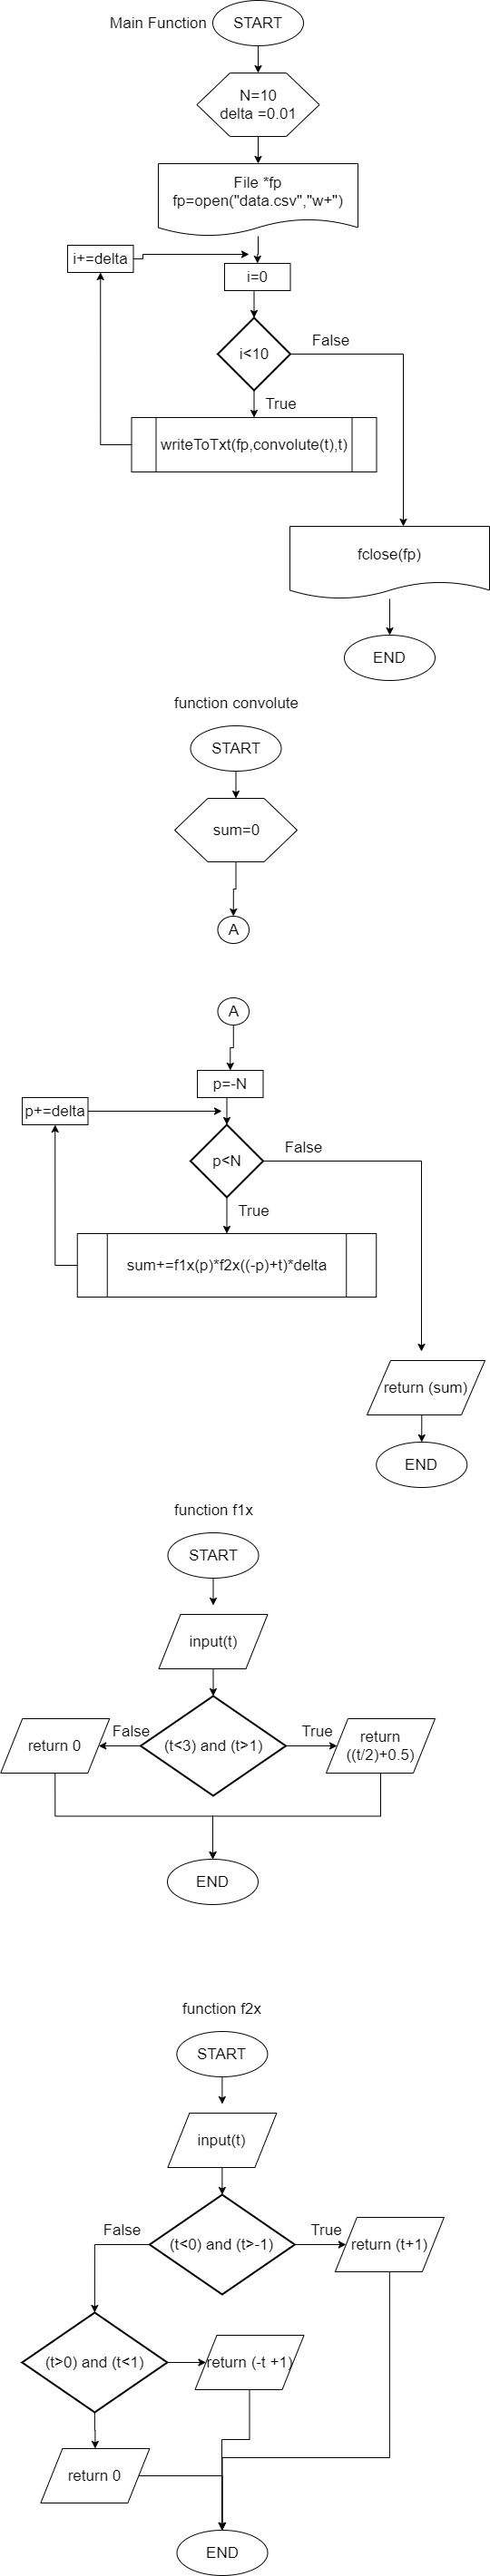 Main Function
START
N=10
delta =0.01
File *fp
fp=open("data.csv","w+")
i+=delta
i=0
i<10
False
True
writeToTxt(fp,convolute(t),t)
fclose(fp)
END
function convolute
START
sum=0
A
A
p=-N
p+=delta
p<N
False
True
sum+=f1x(p)*f2x((-p)+t)*delta
return (sum)
END
function f1x
START
input(t)
False
(t<3) and (t>1)
True
return 0
return
((t/2)+0.5)
END
function f2x
START
input(t)
False
(t<0) and (t>-1)
True
return (t+1)
(t>0) and (t<1)
return (-t +1)
return 0
END